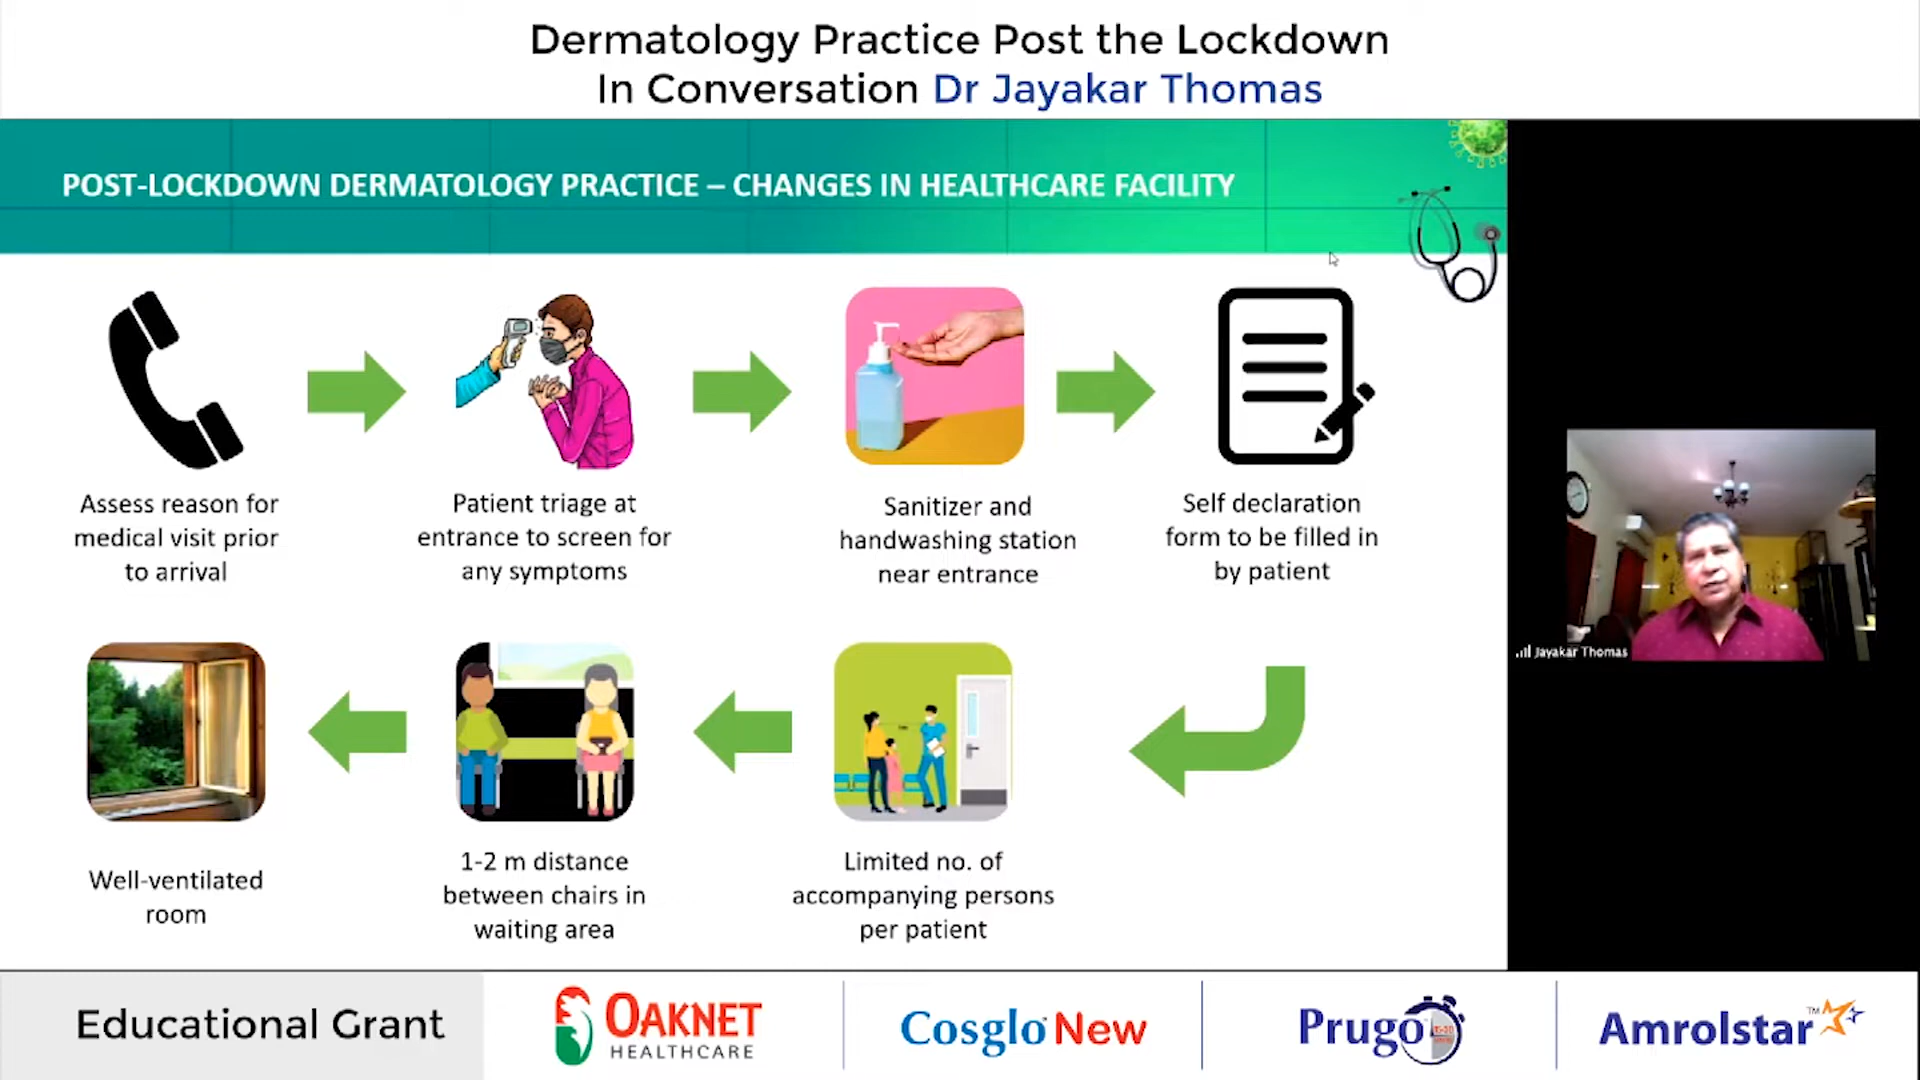 Dermatology Practice Post the Lockdown
In Conversation Dr Jayakar Thomas
POST-LOCKDOWN DERMATOLOGY PRACTICE – CHANGES IN HEALTHCARE FACILITY
Assess reason for
medical visit prior
to arrival
Patient triage at
entrance to screen for
any symptoms
Sanitizer and
handwashing station
near entrance
Self declaration
form to be filled in
by patient
Jayakar Thomas
Well-ventilated
room
1-2 m distance
between chairs in
waiting area
Limited no. of
accompanying persons
per patient
Educational Grant
OAKNET
HEALTHCARE
Cosglo New
Prugo
Amrolstar™